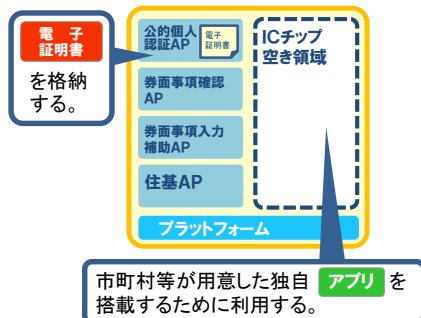 電 子
証明書
を格納
する。
公的個人
認証AP
電子
証明書
券面事項確認
AP
券面事項入力
補助AP
住基AP
ICチップ
空き領域
プラットフォーム
市町村等が用意した独自 アプリ を
搭載するために利用する。